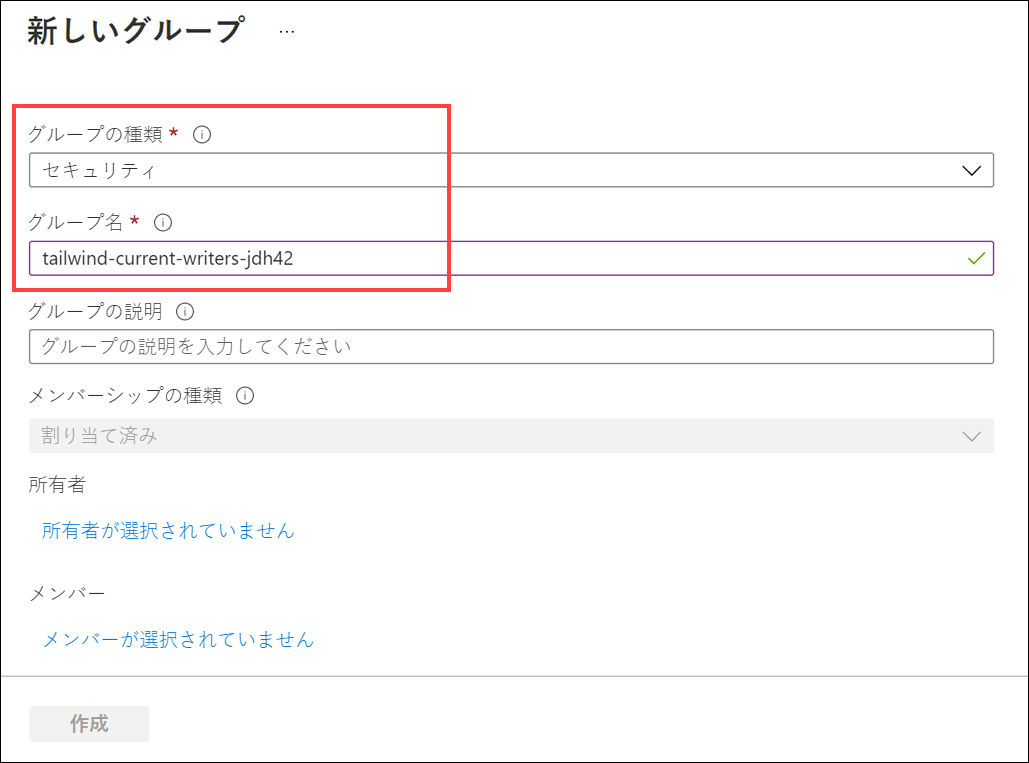 新しいグループ …
グループの種類 *
セキュリティ
グループ名 *
tailwind-current-writers-jdh42
グループの説明
グループの説明を入力してください
メンバーシップの種類
割り当て済み
所有者
所有者が選択されていません
メンバー
メンバーが選択されていません
作成